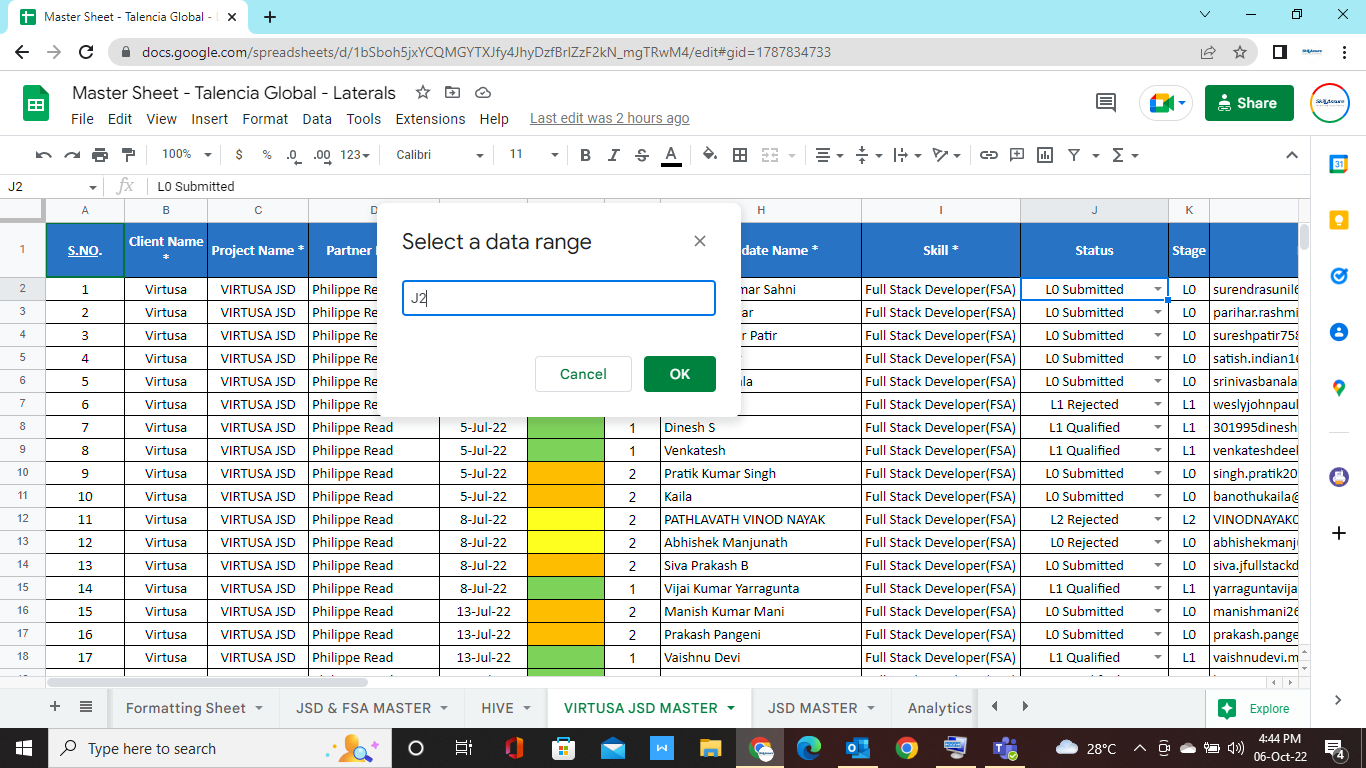 Master Sheet - Talencia Global -
docs.google.com/spreadsheets/d/1bSboh5jxYCQMGYTXJfy4JhyDzfBrIZzF2kN_mgTRwM4/edit#gid=1787834733
Master Sheet - Talencia Global - Laterals
Share
File Edit View Insert Format Data Tools Extensions Help Last edit was 2 hours ago
100% $ % .0 .00 123 Calibri 11 B I S A
J2 fx L0 Submitted
A B C D H I J K
1 S.NO. Client Name * Project Name * Partner date Name * Skill * Status Stage
Select a data range
J2
Cancel OK
2 1 Virtusa VIRTUSA JSD Philippe Rea mar Sahni Full Stack Developer(FSA) L0 Submitted L0 surendrasunil6
3 2 Virtusa VIRTUSA JSD Philippe Rea ar Full Stack Developer(FSA) L0 Submitted L0 parihar.rashmi
4 3 Virtusa VIRTUSA JSD Philippe Rea r Patir Full Stack Developer(FSA) L0 Submitted L0 sureshpatir758
5 4 Virtusa VIRTUSA JSD Philippe Rea Full Stack Developer(FSA) L0 Submitted L0 satish.indian16
6 5 Virtusa VIRTUSA JSD Philippe Rea ala Full Stack Developer(FSA) L0 Submitted L0 srinivasbanala
7 6 Virtusa VIRTUSA JSD Philippe Rea Full Stack Developer(FSA) L1 Rejected L1 weslyjohnpaul
8 7 Virtusa VIRTUSA JSD Philippe Read 5-Jul-22 1 Dinesh S Full Stack Developer(FSA) L1 Qualified L1 301995dinesh
9 8 Virtusa VIRTUSA JSD Philippe Read 5-Jul-22 1 Venkatesh Full Stack Developer(FSA) L1 Qualified L1 venkateshdeel
10 9 Virtusa VIRTUSA JSD Philippe Read 5-Jul-22 2 Pratik Kumar Singh Full Stack Developer(FSA) L0 Submitted L0 singh.pratik20
11 10 Virtusa VIRTUSA JSD Philippe Read 5-Jul-22 2 Kaila Full Stack Developer(FSA) L0 Submitted L0 banothukaila@
12 11 Virtusa VIRTUSA JSD Philippe Read 8-Jul-22 2 PATHLAVATH VINOD NAYAK Full Stack Developer(FSA) L2 Rejected L2 VINODNAYAK
13 12 Virtusa VIRTUSA JSD Philippe Read 8-Jul-22 2 Abhishek Manjunath Full Stack Developer(FSA) L0 Rejected L0 abhishekmanj
14 13 Virtusa VIRTUSA JSD Philippe Read 8-Jul-22 2 Siva Prakash B Full Stack Developer(FSA) L0 Submitted L0 siva.jfullstackd
15 14 Virtusa VIRTUSA JSD Philippe Read 8-Jul-22 1 Vijai Kumar Yarragunta Full Stack Developer(FSA) L1 Qualified L1 yarraguntavija
16 15 Virtusa VIRTUSA JSD Philippe Read 13-Jul-22 2 Manish Kumar Mani Full Stack Developer(FSA) L0 Submitted L0 manishmani26
17 16 Virtusa VIRTUSA JSD Philippe Read 13-Jul-22 2 Prakash Pangeni Full Stack Developer(FSA) L0 Submitted L0 prakash.pange
18 17 Virtusa VIRTUSA JSD Philippe Read 13-Jul-22 1 Vaishnu Devi Full Stack Developer(FSA) L1 Qualified L1 vaishnudevi.m
Formatting Sheet JSD & FSA MASTER HIVE VIRTUSA JSD MASTER JSD MASTER Analytics Explore
Type here to search 28°C 4:44 PM
06-Oct-22 4